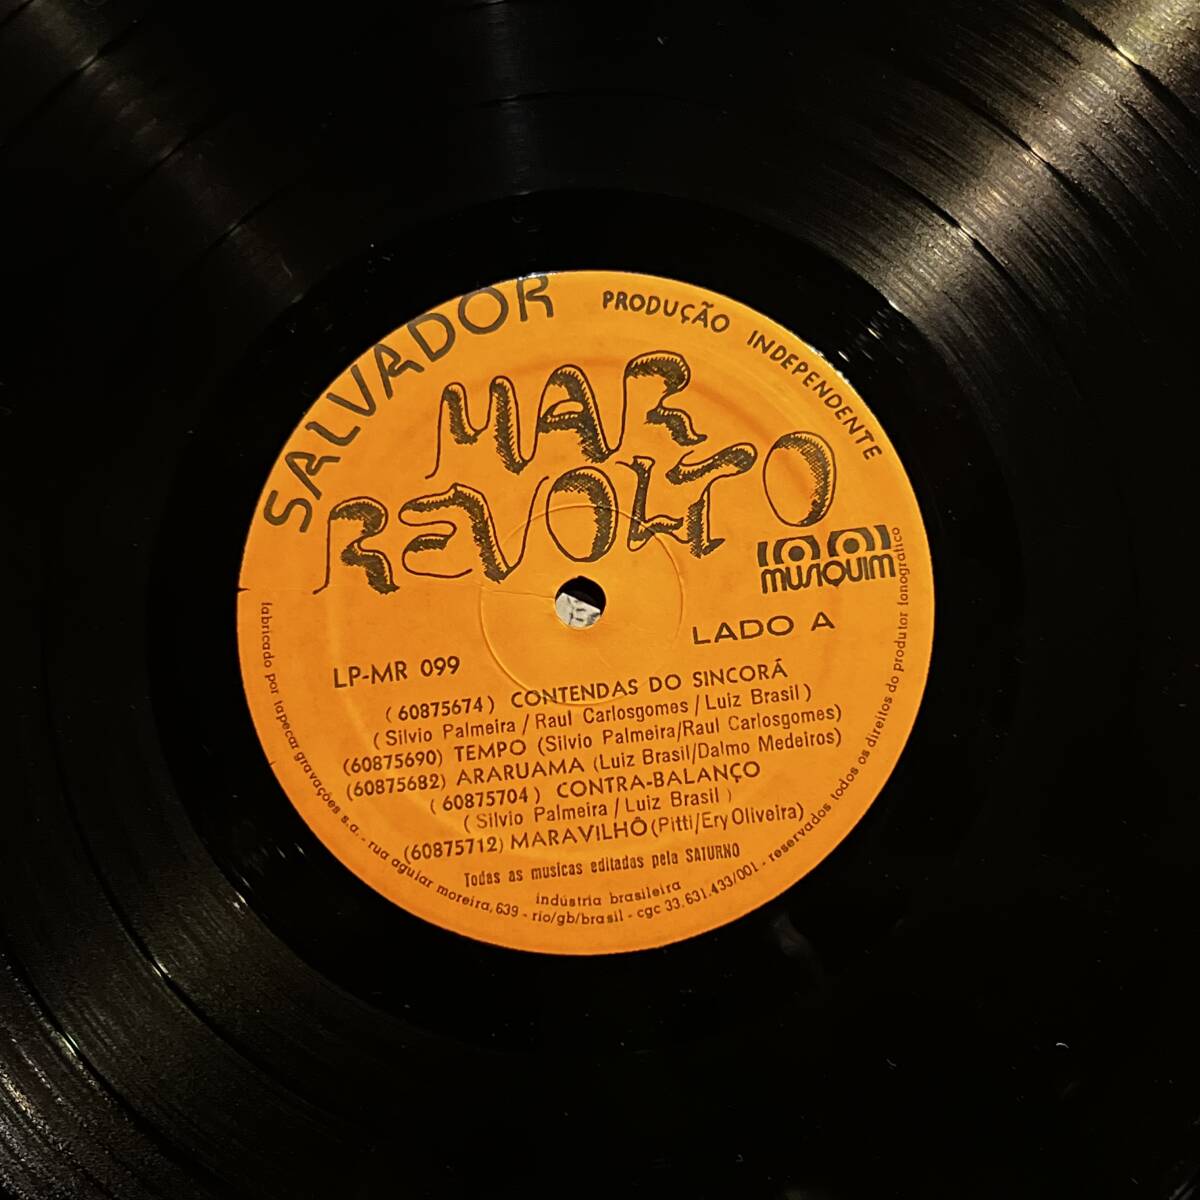 SALVADOR
PRODUÇÃO INDEPENDENTE
MAR
REVOLTO
MUSIQUIM
LADO A
LP-MR 099
(60875674) CONTENDAS DO SINCORÁ
(Silvio Palmeira/Raul Carlosgomes/Luiz Brasil)
(60875690) TEMPO (Silvio Palmeira/Raul Carlosgomes)
(60875682) ARARUAMA (Luiz Brasil/Dalmo Medeiros)
(60875704) CONTRA-BALANÇO
(Silvio Palmeira/Luiz Brasil)
(60875712) MARAVILHÔ (Pitti/Ery Oliveira)
Todas as musicas editadas pela SATURNO
indústria brasileira
fabricado por tapecar gravações s.a. - rua aguiar moreira, 639 - rio/gb/brasil - cgc 33.631.433/001 - reservados todos os direitos do produtor fonografico